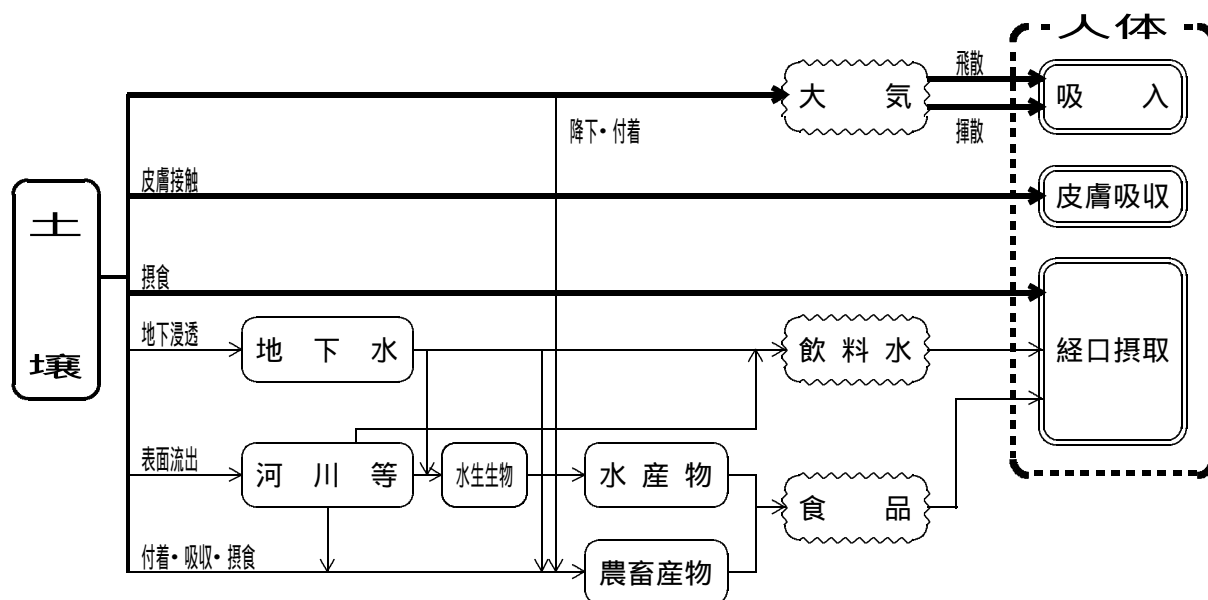 人体
飛散
大気
吸入
揮散
降下・付着
皮膚接触
皮膚吸収
土壌
摂食
地下浸透
地下水
飲料水
経口摂取
表面流出
河川等
水生生物
水産物
食品
付着・吸収・摂食
農畜産物